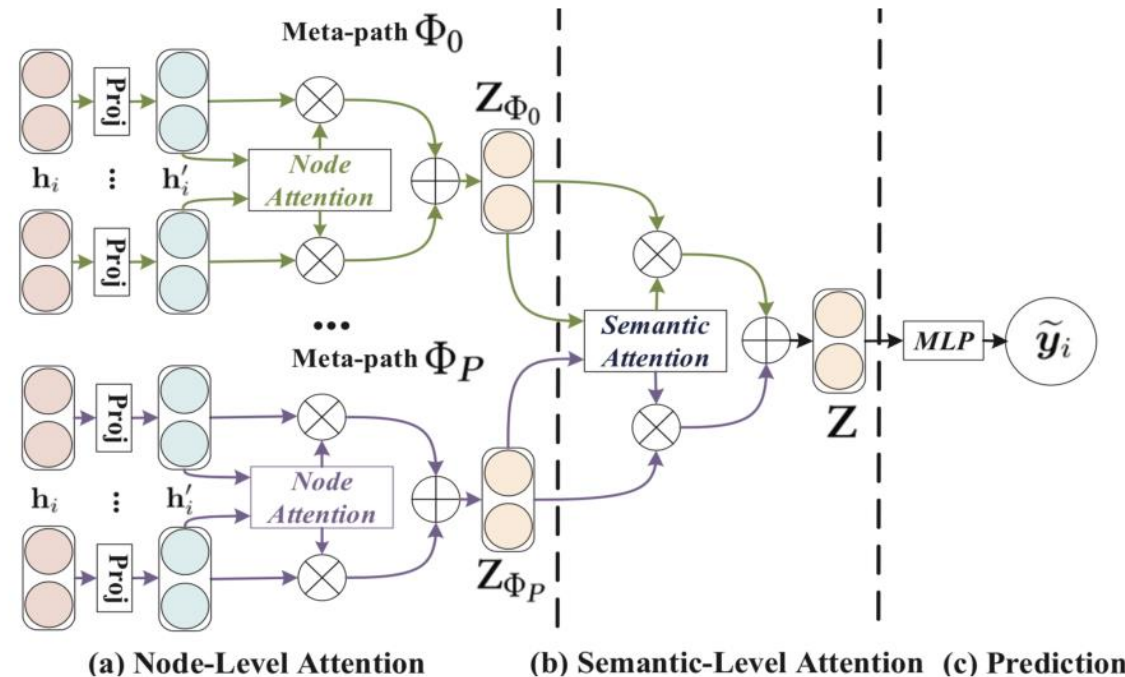 Meta-path Φ₀
Proj
Proj
h_i
...
h′_i
Node
Attention
Z_Φ₀
...
Meta-path Φ_P
Proj
Proj
h_i
...
h′_i
Node
Attention
Z_Φ_P
Semantic
Attention
Z
MLP
ỹ_i
(a) Node-Level Attention (b) Semantic-Level Attention (c) Prediction